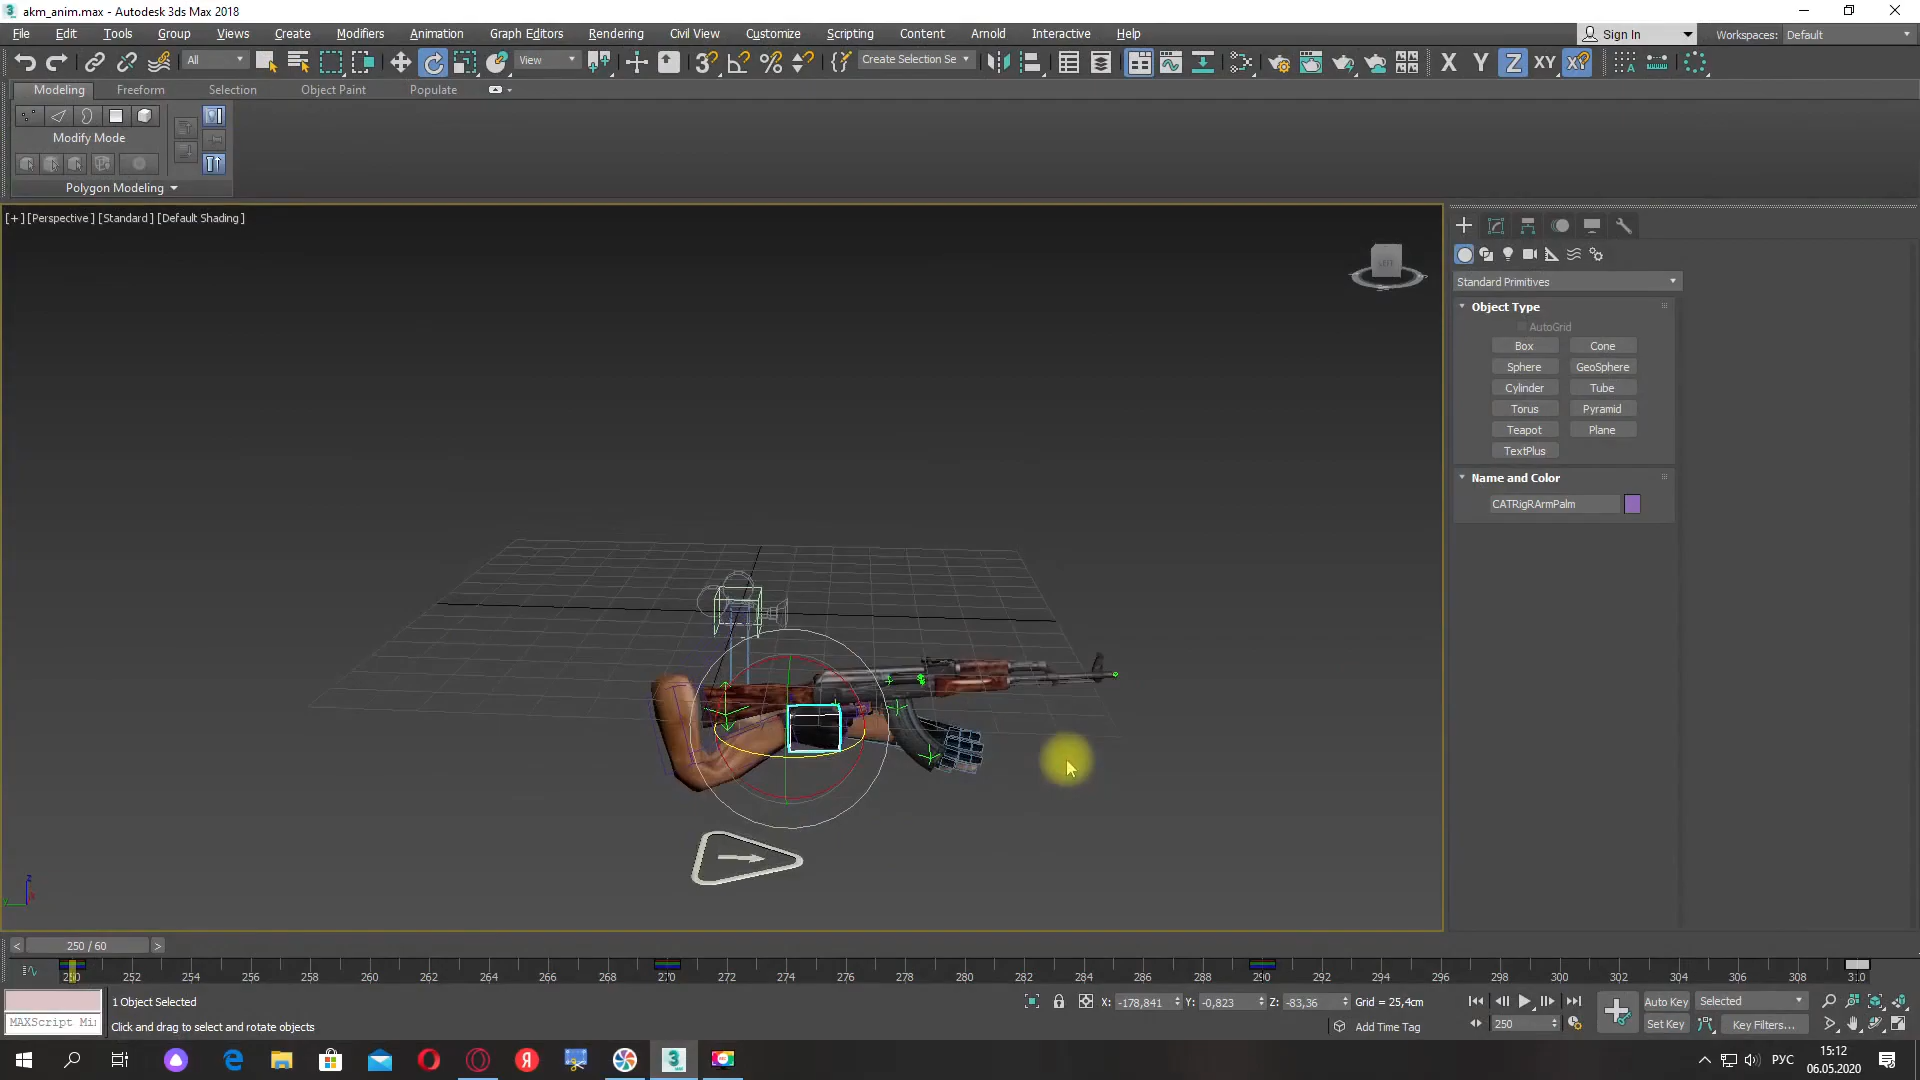 akm_anim.max - Autodesk 3ds Max 2018
File Edit Tools Group Views Create Modifiers Animation Graph Editors Rendering Civil View Customize Scripting Content Arnold Interactive Help Sign In Workspaces: Default
All View Create Selection Se X Y Z XY
Modeling Freeform Selection Object Paint Populate
Modify Mode
Polygon Modeling
[+] [Perspective] [Standard] [Default Shading]
LEFT
Standard Primitives
Object Type
AutoGrid
Box Cone
Sphere GeoSphere
Cylinder Tube
Torus Pyramid
Teapot Plane
TextPlus
Name and Color
CATRigRArmPalm
z
< 250 / 60 >
250 252 254 256 258 260 262 264 266 268 270 272 274 276 278 280 282 284 286 288 290 292 294 296 298 300 302 304 306 308 310
1 Object Selected X: -178,841 Y: -0,823 Z: -83,36 Grid = 25,4cm Auto Key Selected
MAXScript Mi Click and drag to select and rotate objects Add Time Tag 250 Set Key Key Filters...
РУС 15:12
06.05.2020